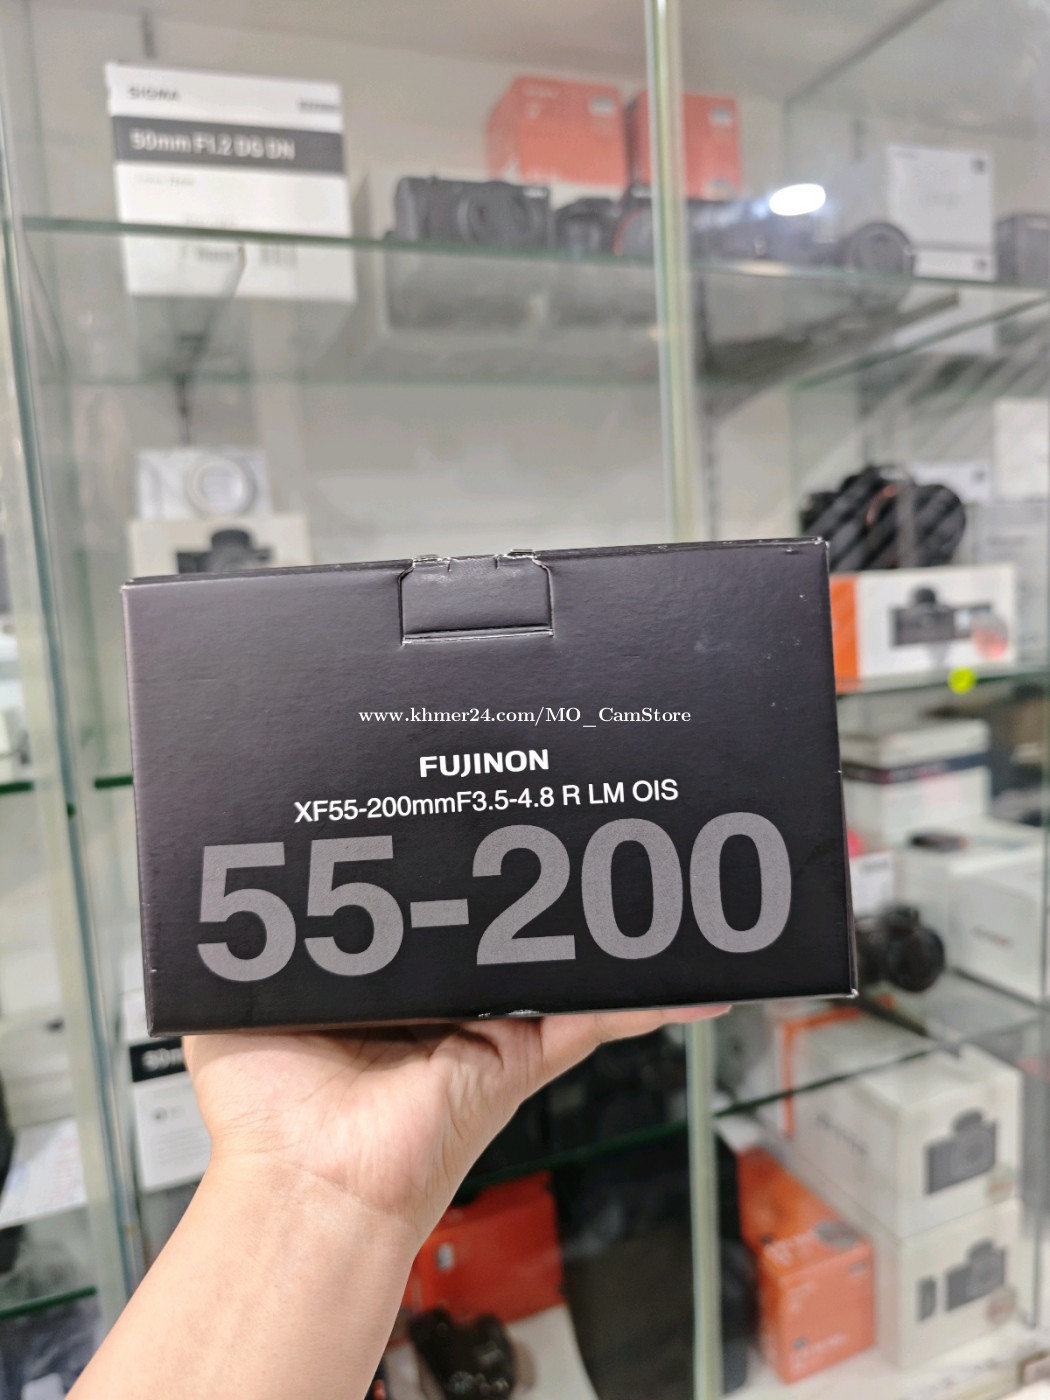 SIGMA
50mm F1.2 DG DN
www.khmer24.com/MO_CamStore
FUJINON
XF55-200mmF3.5-4.8 R LM OIS
55-200